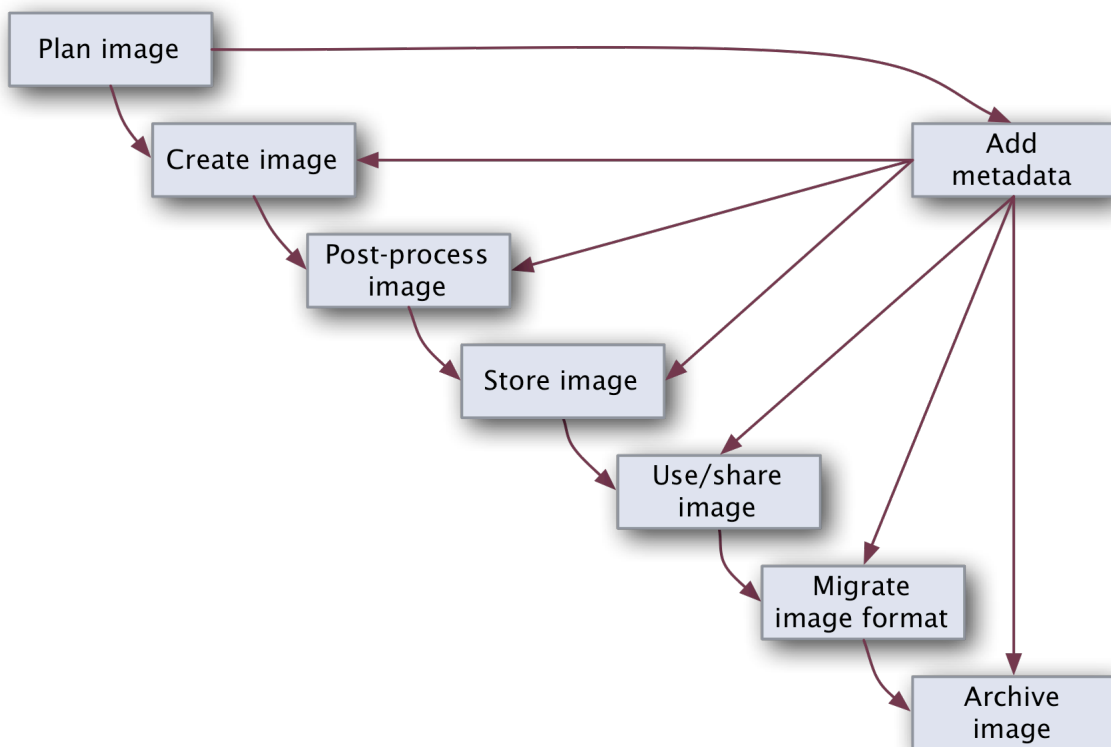 Plan image
Create image
Add
metadata
Post-process
image
Store image
Use/share
image
Migrate
image format
Archive
image